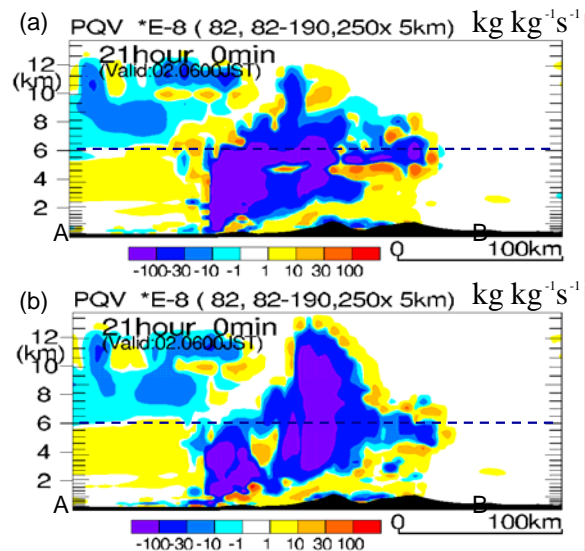 (a) PQV *E-8 ( 82, 82-190,250x 5km) kg kg⁻¹s⁻¹
21hour 0min
(Valid:02.0600JST)
12
(km)
10
8
6
4
2
A B
-100 -30 -10 -1 1 10 30 100
0 100km
(b) PQV *E-8 ( 82, 82-190,250x 5km) kg kg⁻¹s⁻¹
21hour 0min
(Valid:02.0600JST)
12
(km)
10
8
6
4
2
A B
-100 -30 -10 -1 1 10 30 100
0 100km